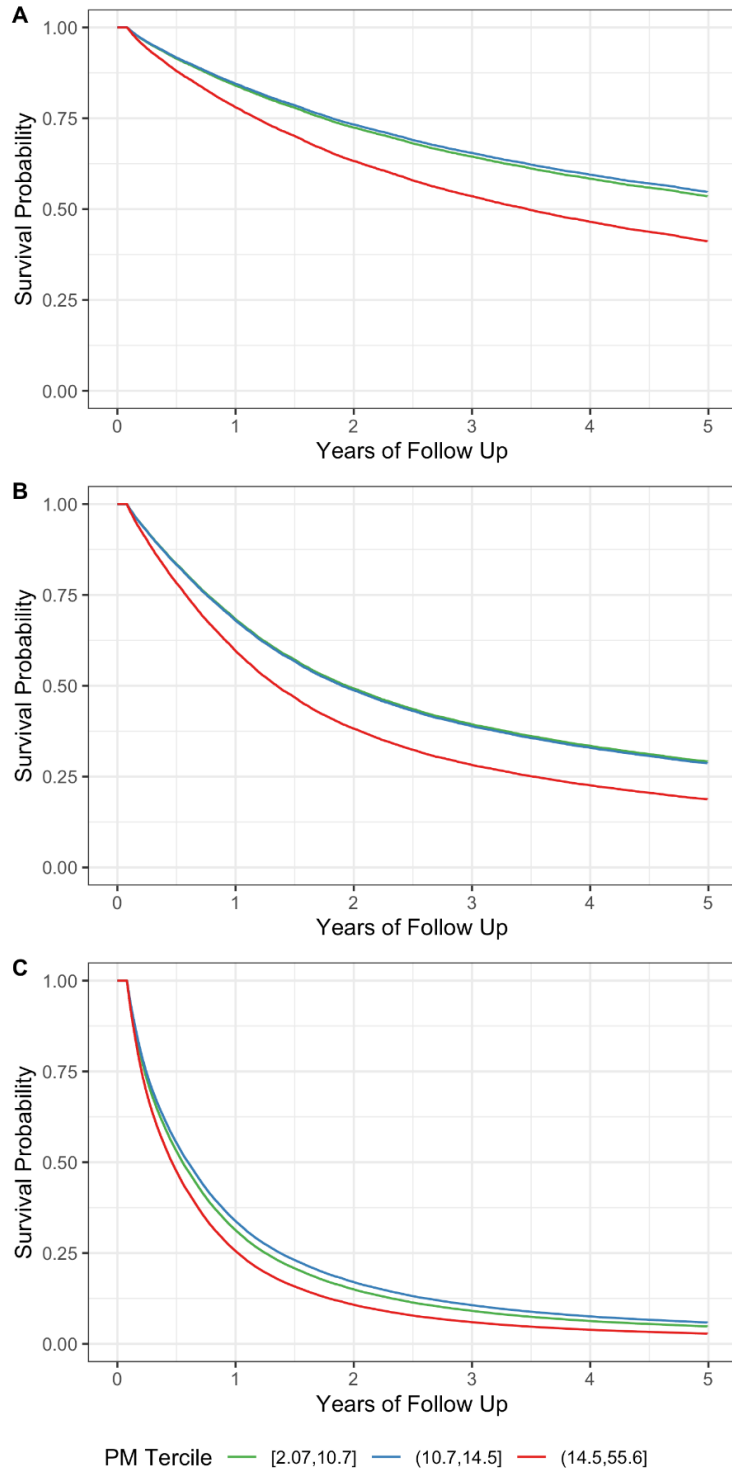 A
1.00
0.75
0.50
0.25
0.00
Survival Probability
0 1 2 3 4 5
Years of Follow Up
B
1.00
0.75
0.50
0.25
0.00
Survival Probability
0 1 2 3 4 5
Years of Follow Up
C
1.00
0.75
0.50
0.25
0.00
Survival Probability
0 1 2 3 4 5
Years of Follow Up
PM Tercile [2.07,10.7] (10.7,14.5] (14.5,55.6]